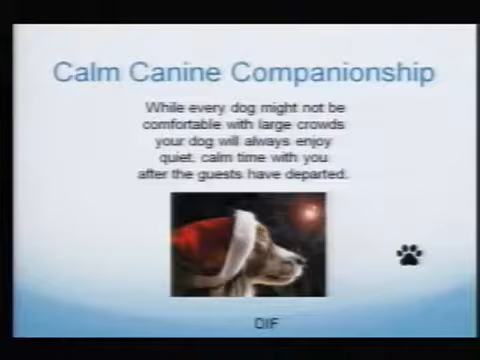 Calm Canine Companionship
While every dog might not be
comfortable with large crowds
your dog will always enjoy
quiet, calm time with you
after the guests have departed.